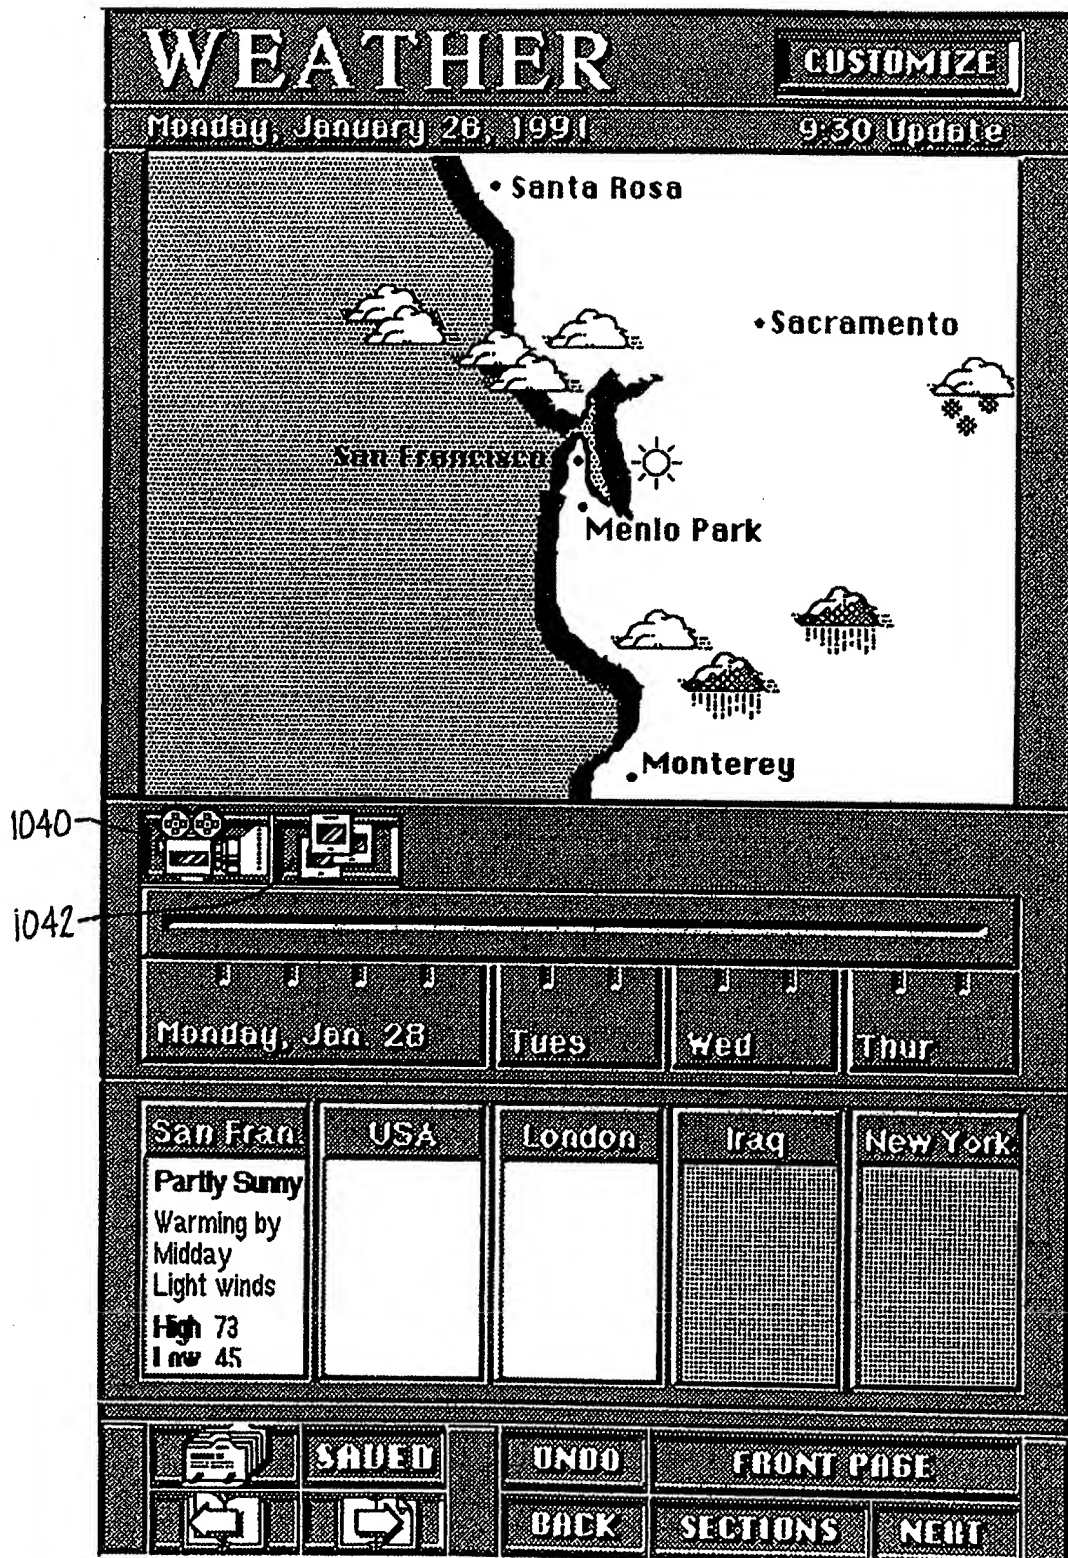 WEATHER
CUSTOMIZE
Monday, January 28, 1991
9:30 Update
Santa Rosa
Sacramento
San Francisco
Menlo Park
Monterey
1040
1042
Monday, Jan. 28
Tues
Wed
Thur
San Fran.
USA
London
Iraq
New York
Partly Sunny
Warming by
Midday
Light winds
High 73
Low 45
SAVED
UNDO
FRONT PAGE
BACK
SECTIONS
NEXT